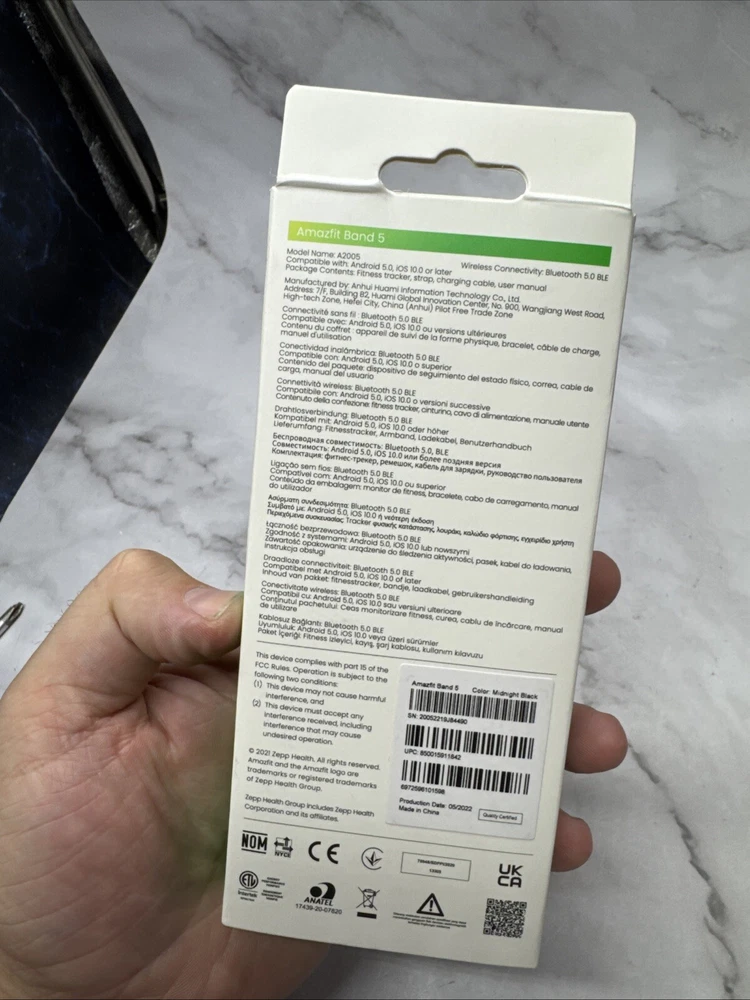 Amazfit Band 5
Model Name: A2005
Wireless Connectivity: Bluetooth 5.0 BLE
Compatible with: Android 5.0, iOS 10.0 or later
Package Contents: Fitness tracker, strap, charging cable, user manual
Manufactured by: Anhui Huami Information Technology Co., Ltd.
Address: 7/F, Building B2, Huami Global Innovation Center, No. 900, Wangjiang West Road,
High-tech Zone, Hefei City, China (Anhui) Pilot Free Trade Zone
Connectivité sans fil : Bluetooth 5.0 BLE
Compatible avec: Android 5.0, iOS 10.0 ou versions ultérieures
Contenu du coffret : appareil de suivi de la forme physique, bracelet, câble de charge,
manuel d'utilisation
Conectividad inalámbrica: Bluetooth 5.0 BLE
Compatible con: Android 5.0, iOS 10.0 o superior
Contenido del paquete: dispositivo de seguimiento del estado físico, correa, cable de
carga, manual del usuario
Connettività wireless: Bluetooth 5.0 BLE
Compatibile con: Android 5.0, iOS 10.0 o versioni successive
Contenuto della confezione: fitness tracker, cinturino, cavo di alimentazione, manuale utente
Drahtlosverbindung: Bluetooth 5.0 BLE
Kompatibel mit: Android 5.0, iOS 10.0 oder höher
Lieferumfang: Fitnesstracker, Armband, Ladekabel, Benutzerhandbuch
Беспроводная совместимость: Bluetooth 5.0, BLE
Совместимость: Android 5.0, iOS 10.0 или более поздняя версия
Комплектация: фитнес-трекер, ремешок, кабель для зарядки, руководство пользователя
Ligação sem fios: Bluetooth 5.0 BLE
Compatível com: Android 5.0, iOS 10.0 ou superior
Conteúdo da embalagem: monitor de fitness, bracelete, cabo de carregamento, manual
do utilizador
Ασύρματη συνδεσιμότητα: Bluetooth 5.0 BLE
Συμβατό με: Android 5.0, iOS 10.0 ή νεότερη έκδοση
Περιεχόμενα συσκευασίας: Tracker φυσικής κατάστασης, λουράκι, καλώδιο φόρτισης, εγχειρίδιο χρήστη
Łączność bezprzewodowa: Bluetooth 5.0 BLE
Zgodność z systemami: Android 5.0, iOS 10.0 lub nowszymi
Zawartość opakowania: urządzenie do śledzenia aktywności, pasek, kabel do ładowania,
instrukcja obsługi
Draadloze connectiviteit: Bluetooth 5.0 BLE
Compatibel met: Android 5.0, iOS 10.0 of later
Inhoud van pakket: fitnesstracker, bandje, laadkabel, gebruikershandleiding
Conectivitate wireless: Bluetooth 5.0 BLE
Compatibil cu: Android 5.0, iOS 10.0 sau versiuni ulterioare
Conținutul pachetului: Ceas monitorizare fitness, curea, cablu de încărcare, manual
de utilizare
Kablosuz Bağlantı: Bluetooth 5.0 BLE
Uyumluluk: Android 5.0, iOS 10.0 veya üzeri sürümler
Paket İçeriği: Fitness izleyici, kayış, şarj kablosu, kullanım kılavuzu
This device complies with part 15 of the
FCC Rules. Operation is subject to the
following two conditions:
(1) This device may not cause harmful
interference, and
(2) This device must accept any
interference received, including
interference that may cause
undesired operation.
© 2021 Zepp Health. All rights reserved.
Amazfit and the Amazfit logo are
trademarks or registered trademarks
of Zepp Health Group.
Zepp Health Group includes Zepp Health
Corporation and its affiliates.
Amazfit Band 5 Color: Midnight Black
SN: 20052219J84490
UPC: 850015911842
6972596101598
Production Date: 05/2022
Made in China
Quality Certified
NOM
NYCE
CE
UK
CA
ETL
Intertek
ANATEL
17439-20-07620